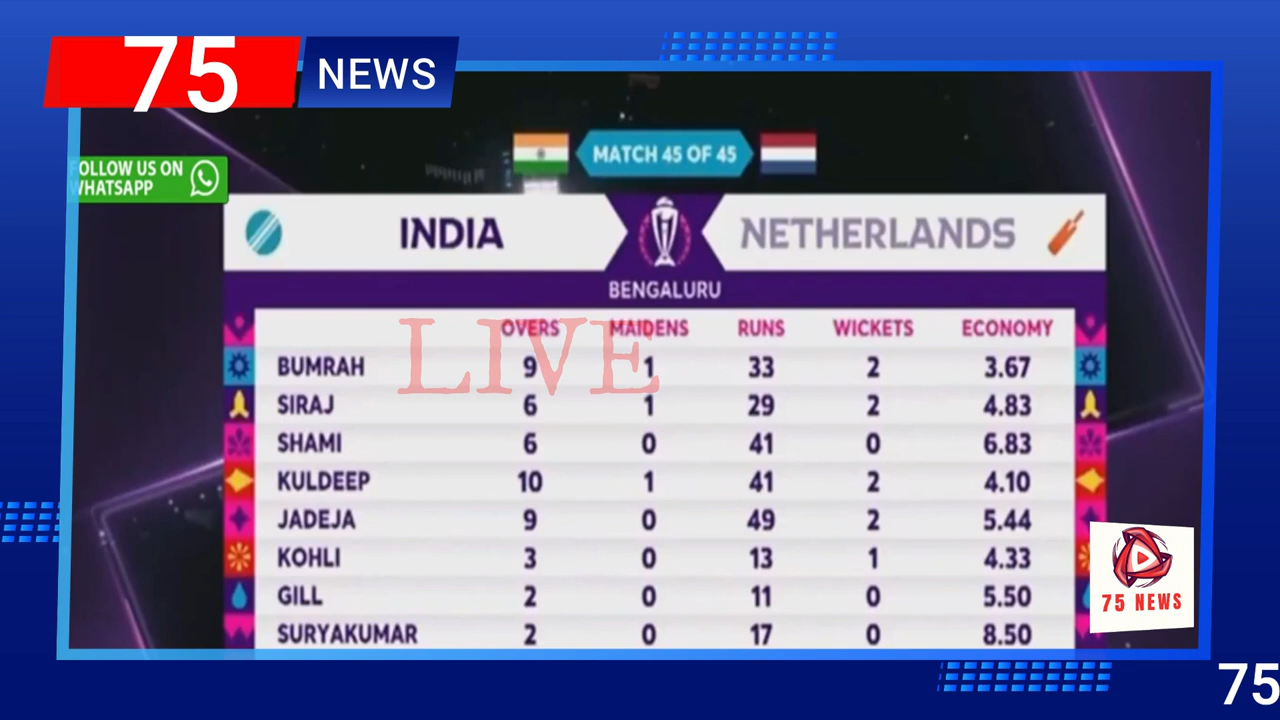 75 NEWS
FOLLOW US ON
WHATSAPP
MATCH 45 OF 45
INDIA NETHERLANDS
BENGALURU
LIVE
OVERS MAIDENS RUNS WICKETS ECONOMY
BUMRAH 9 1 33 2 3.67
SIRAJ 6 1 29 2 4.83
SHAMI 6 0 41 0 6.83
KULDEEP 10 1 41 2 4.10
JADEJA 9 0 49 2 5.44
KOHLI 3 0 13 1 4.33
GILL 2 0 11 0 5.50
SURYAKUMAR 2 0 17 0 8.50
75 NEWS
75